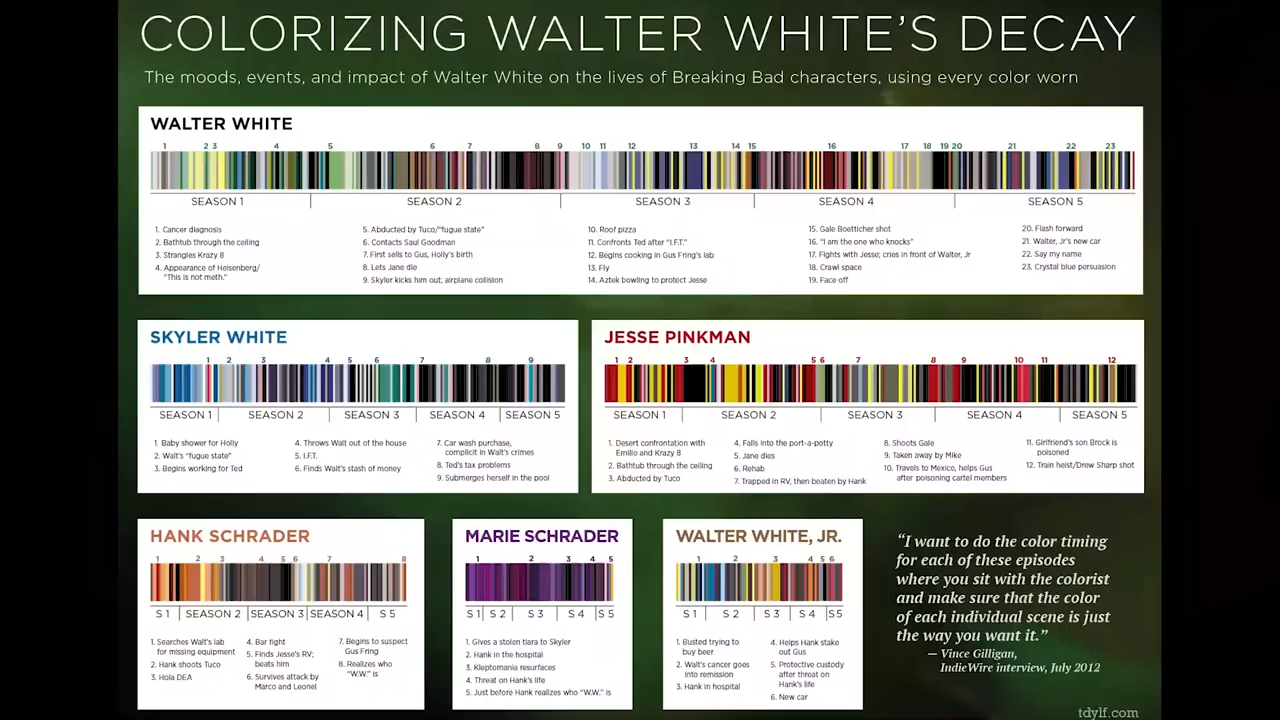 COLORIZING WALTER WHITE'S DECAY
The moods, events, and impact of Walter White on the lives of Breaking Bad characters, using every color worn
WALTER WHITE
1 2 3 4 5 6 7 8 9 10 11 12 13 14 15 16 17 18 19 20 21 22 23
SEASON 1 SEASON 2 SEASON 3 SEASON 4 SEASON 5
1. Cancer diagnosis
2. Bathtub through the ceiling
3. Strangles Krazy 8
4. Appearance of Heisenberg/
"This is not meth."
5. Abducted by Tuco/"fugue state"
6. Contacts Saul Goodman
7. First sells to Gus, Holly's birth
8. Lets Jane die
9. Skyler kicks him out; airplane collision
10. Roof pizza
11. Confronts Ted after "I.F.T."
12. Begins cooking in Gus Fring's lab
13. Fly
14. Aztek bowling to protect Jesse
15. Gale Boetticher shot
16. "I am the one who knocks"
17. Fights with Jesse; cries in front of Walter, Jr
18. Crawl space
19. Face off
20. Flash forward
21. Walter, Jr's new car
22. Say my name
23. Crystal blue persuasion
SKYLER WHITE
1 2 3 4 5 6 7 8 9
SEASON 1 SEASON 2 SEASON 3 SEASON 4 SEASON 5
1. Baby shower for Holly
2. Walt's "fugue state"
3. Begins working for Ted
4. Throws Walt out of the house
5. I.F.T.
6. Finds Walt's stash of money
7. Car wash purchase,
complicit in Walt's crimes
8. Ted's tax problems
9. Submerges herself in the pool
JESSE PINKMAN
1 2 3 4 5 6 7 8 9 10 11 12
SEASON 1 SEASON 2 SEASON 3 SEASON 4 SEASON 5
1. Desert confrontation with
Emilio and Krazy 8
2. Bathtub through the ceiling
3. Abducted by Tuco
4. Falls into the port-a-potty
5. Jane dies
6. Rehab
7. Trapped in RV, then beaten by Hank
8. Shoots Gale
9. Taken away by Mike
10. Travels to Mexico, helps Gus
after poisoning cartel members
11. Girlfriend's son Brock is
poisoned
12. Train heist/Drew Sharp shot
HANK SCHRADER
1 2 3 4 5 6 7 8
S 1 SEASON 2 SEASON 3 SEASON 4 S 5
1. Searches Walt's lab
for missing equipment
2. Hank shoots Tuco
3. Hola DEA
4. Bar fight
5. Finds Jesse's RV;
beats him
6. Survives attack by
Marco and Leonel
7. Begins to suspect
Gus Fring
8. Realizes who
"W.W." is
MARIE SCHRADER
1 2 3 4 5
S 1 S 2 S 3 S 4 S 5
1. Gives a stolen tiara to Skyler
2. Hank in the hospital
3. Kleptomania resurfaces
4. Threat on Hank's life
5. Just before Hank realizes who "W.W." is
WALTER WHITE, JR.
1 2 3 4 5 6
S 1 S 2 S 3 S 4 S 5
1. Busted trying to
buy beer
2. Walt's cancer goes
into remission
3. Hank in hospital
4. Helps Hank stake
out Gus
5. Protective custody
after threat on
Hank's life
6. New car
"I want to do the color timing
for each of these episodes
where you sit with the colorist
and make sure that the color
of each individual scene is just
the way you want it."
— Vince Gilligan,
IndieWire interview, July 2012
tdylf.com